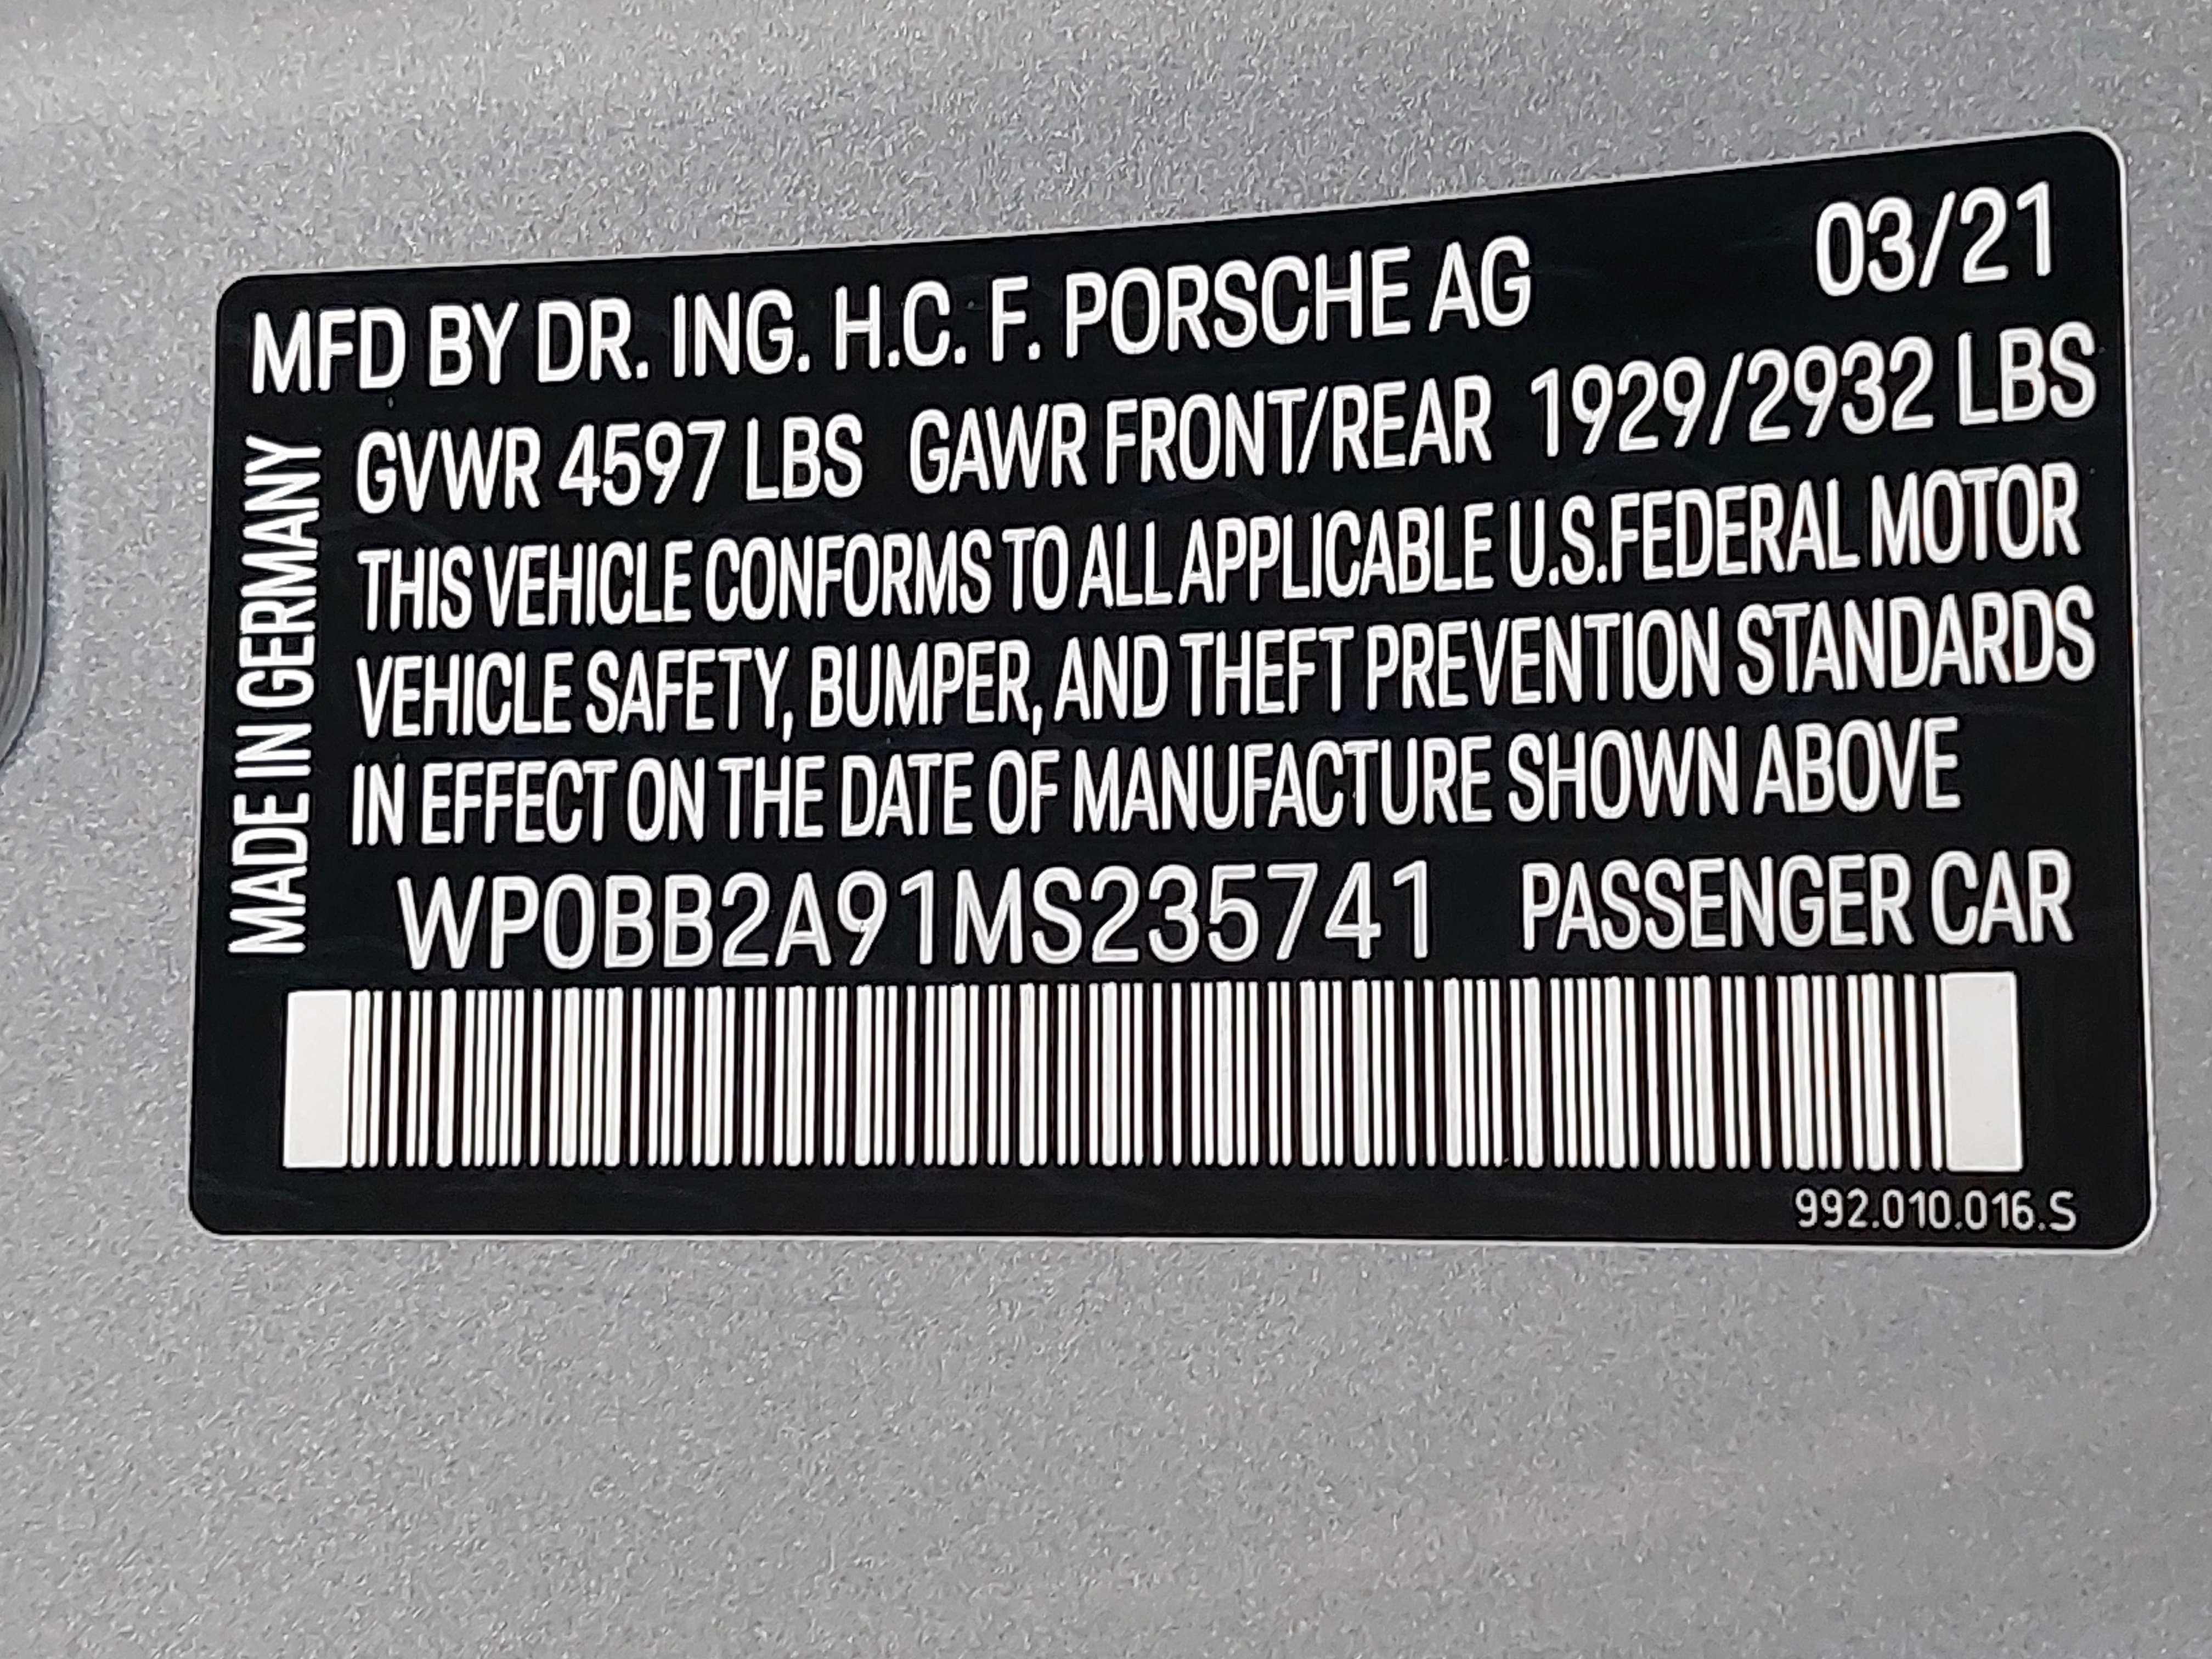 MFD BY DR. ING. H.C. F. PORSCHE AG 03/21
GVWR 4597 LBS GAWR FRONT/REAR 1929/2932 LBS
THIS VEHICLE CONFORMS TO ALL APPLICABLE U.S.FEDERAL MOTOR
VEHICLE SAFETY, BUMPER, AND THEFT PREVENTION STANDARDS
IN EFFECT ON THE DATE OF MANUFACTURE SHOWN ABOVE
MADE IN GERMANY
WP0BB2A91MS235741 PASSENGER CAR
992.010.016.S